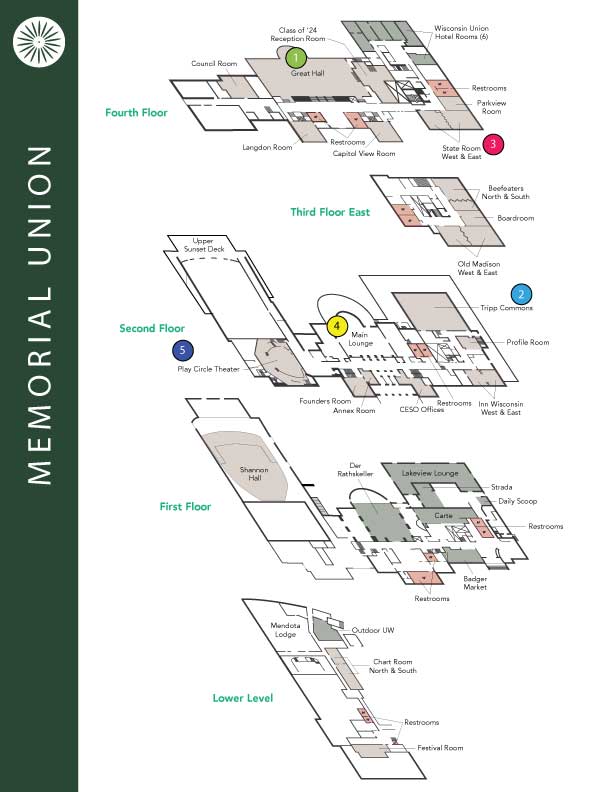 MEMORIAL UNION
Fourth Floor
Class of '24
Reception Room
Wisconsin Union
Hotel Rooms (6)
Council Room
1
Great Hall
Restrooms
Parkview
Room
Langdon Room
Restrooms
Capitol View Room
State Room
West & East
3
Third Floor East
Beefeaters
North & South
Boardroom
Old Madison
West & East
Second Floor
Upper
Sunset Deck
2
Tripp Commons
4
Main
Lounge
5
Play Circle Theater
Profile Room
Founders Room
Annex Room
CESO Offices
Restrooms
Inn Wisconsin
West & East
First Floor
Shannon
Hall
Der
Rathskeller
Lakeview Lounge
Strada
Daily Scoop
Carte
Restrooms
Badger
Market
Restrooms
Lower Level
Mendota
Lodge
Outdoor UW
Chart Room
North & South
Restrooms
Festival Room